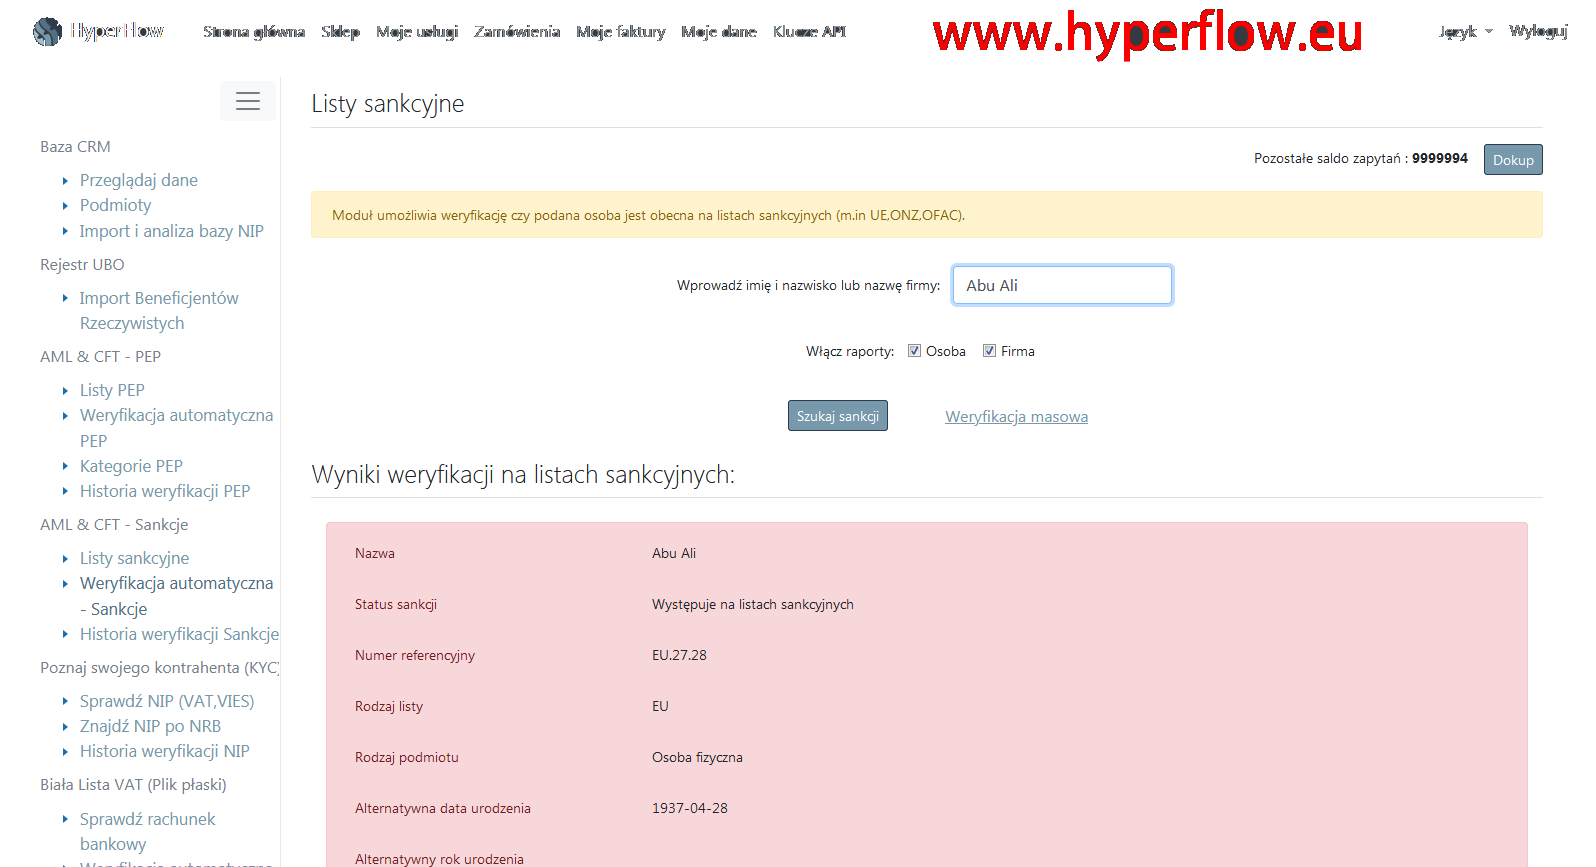 HyperFlow
Strona główna Sklep Moje usługi Zamówienia Moje faktury Moje dane Klucze API
www.hyperflow.eu
Język Wyloguj
Baza CRM
Przeglądaj dane
Podmioty
Import i analiza bazy NIP
Rejestr UBO
Import Beneficjentów
Rzeczywistych
AML & CFT - PEP
Listy PEP
Weryfikacja automatyczna
PEP
Kategorie PEP
Historia weryfikacji PEP
AML & CFT - Sankcje
Listy sankcyjne
Weryfikacja automatyczna
- Sankcje
Historia weryfikacji Sankcje
Poznaj swojego kontrahenta (KYC)
Sprawdź NIP (VAT,VIES)
Znajdź NIP po NRB
Historia weryfikacji NIP
Biała Lista VAT (Plik płaski)
Sprawdź rachunek
bankowy
Weryfikacja automatyczna
Listy sankcyjne
Pozostałe saldo zapytań : 9999994 Dokup
Moduł umożliwia weryfikację czy podana osoba jest obecna na listach sankcyjnych (m.in UE,ONZ,OFAC).
Wprowadź imię i nazwisko lub nazwę firmy: Abu Ali
Włącz raporty: Osoba Firma
Szukaj sankcji Weryfikacja masowa
Wyniki weryfikacji na listach sankcyjnych:
Nazwa Abu Ali
Status sankcji Występuje na listach sankcyjnych
Numer referencyjny EU.27.28
Rodzaj listy EU
Rodzaj podmiotu Osoba fizyczna
Alternatywna data urodzenia 1937-04-28
Alternatywny rok urodzenia